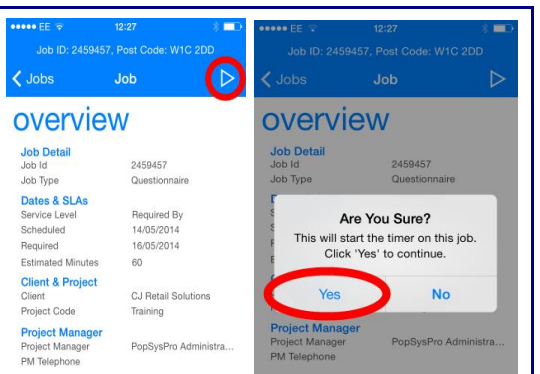 EE 12:27
Job ID: 2459457, Post Code: W1C 2DD
Jobs Job
overview
Job Detail
Job Id 2459457
Job Type Questionnaire
Dates & SLAs
Service Level Required By
Scheduled 14/05/2014
Required 16/05/2014
Estimated Minutes 60
Client & Project
Client CJ Retail Solutions
Project Code Training
Project Manager
Project Manager PopSysPro Administra...
PM Telephone
EE 12:27
Job ID: 2459457, Post Code: W1C 2DD
Jobs Job
overview
Job Detail
Job Id 2459457
Job Type Questionnaire
Are You Sure?
This will start the timer on this job.
Click 'Yes' to continue.
Yes No
Project Manager
Project Manager PopSysPro Administra...
PM Telephone